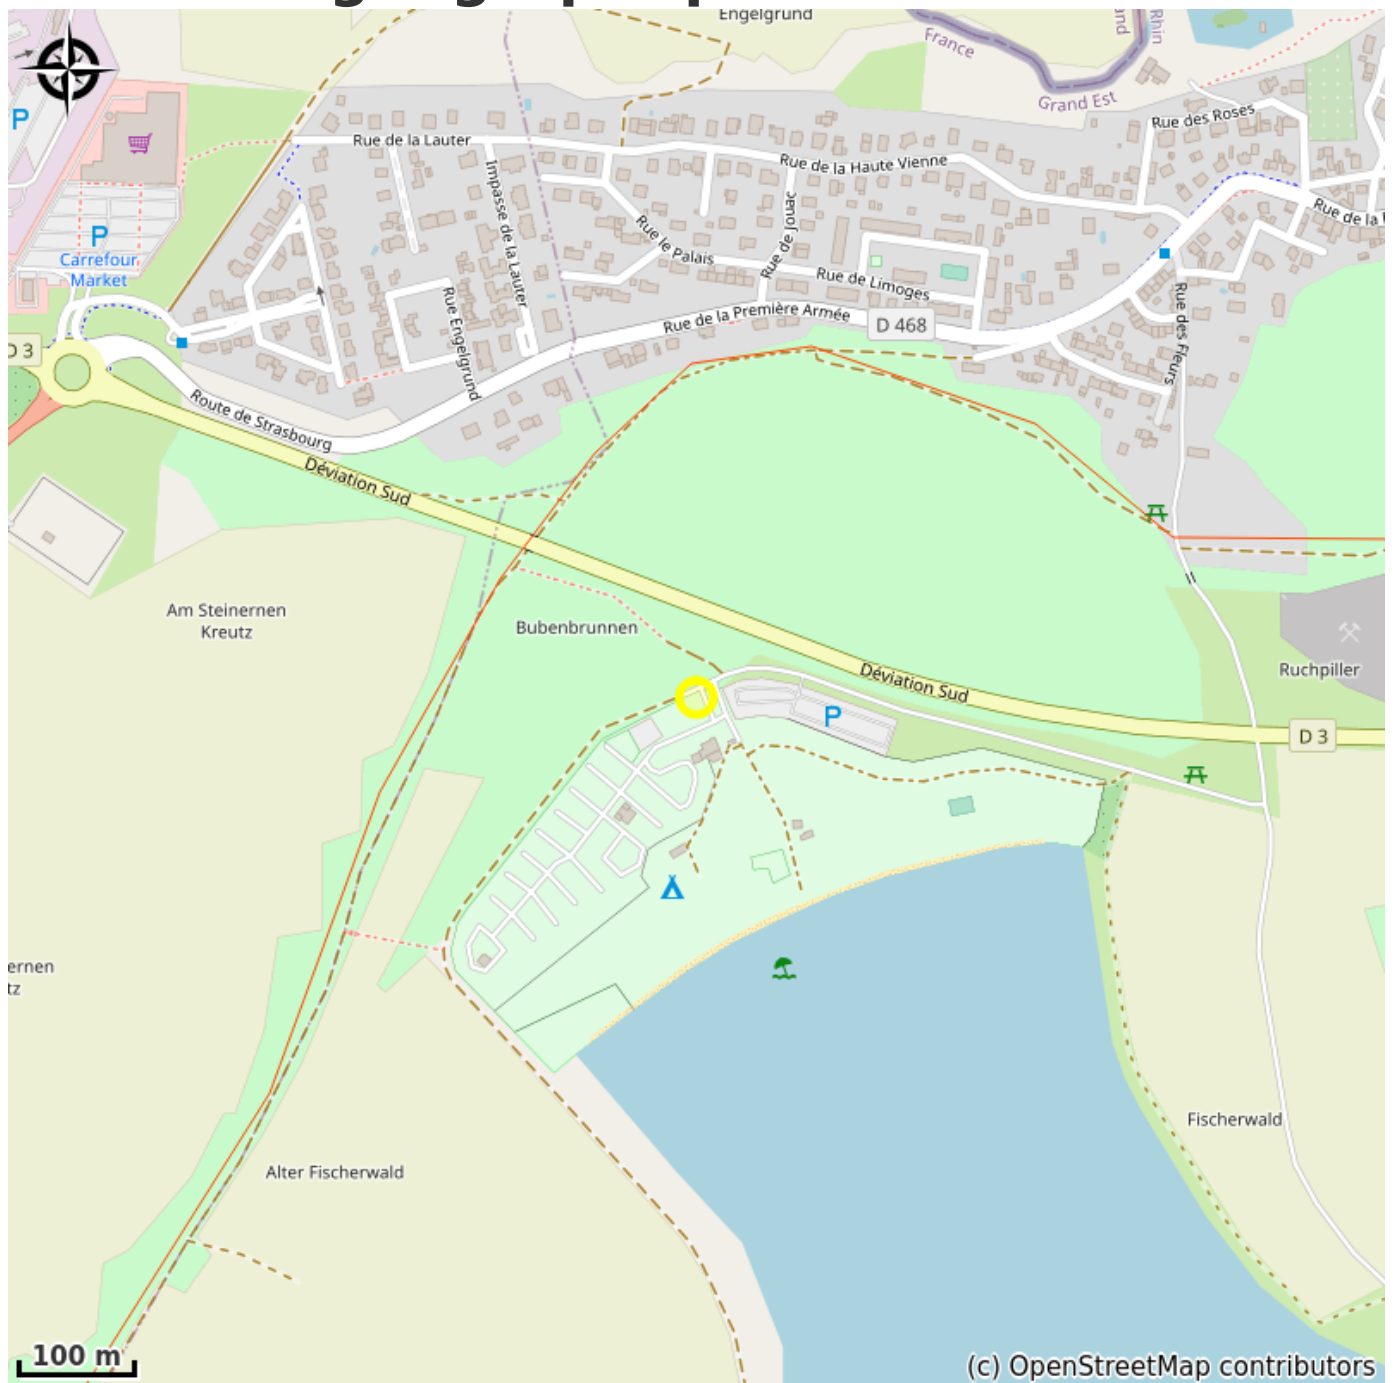 Engelgrund
France
Rhin
Grand Est
Rue des Roses
Rue de la Lauter
Rue de la Haute Vienne
Impasse de la Lauter
Rue de Jouac
Rue le Palais
Rue de la
P
P
Carrefour
Market
Rue de Limoges
Rue Engelgrund
Rue de la Première Armée
D 468
Rue des Fleurs
D 3
Route de Strasbourg
Déviation Sud
Am Steinernen
Kreutz
Bubenbrunnen
Déviation Sud
Ruchpiller
P
D 3
ernen
tz
Fischerwald
Alter Fischerwald
100 m
(c) OpenStreetMap contributors